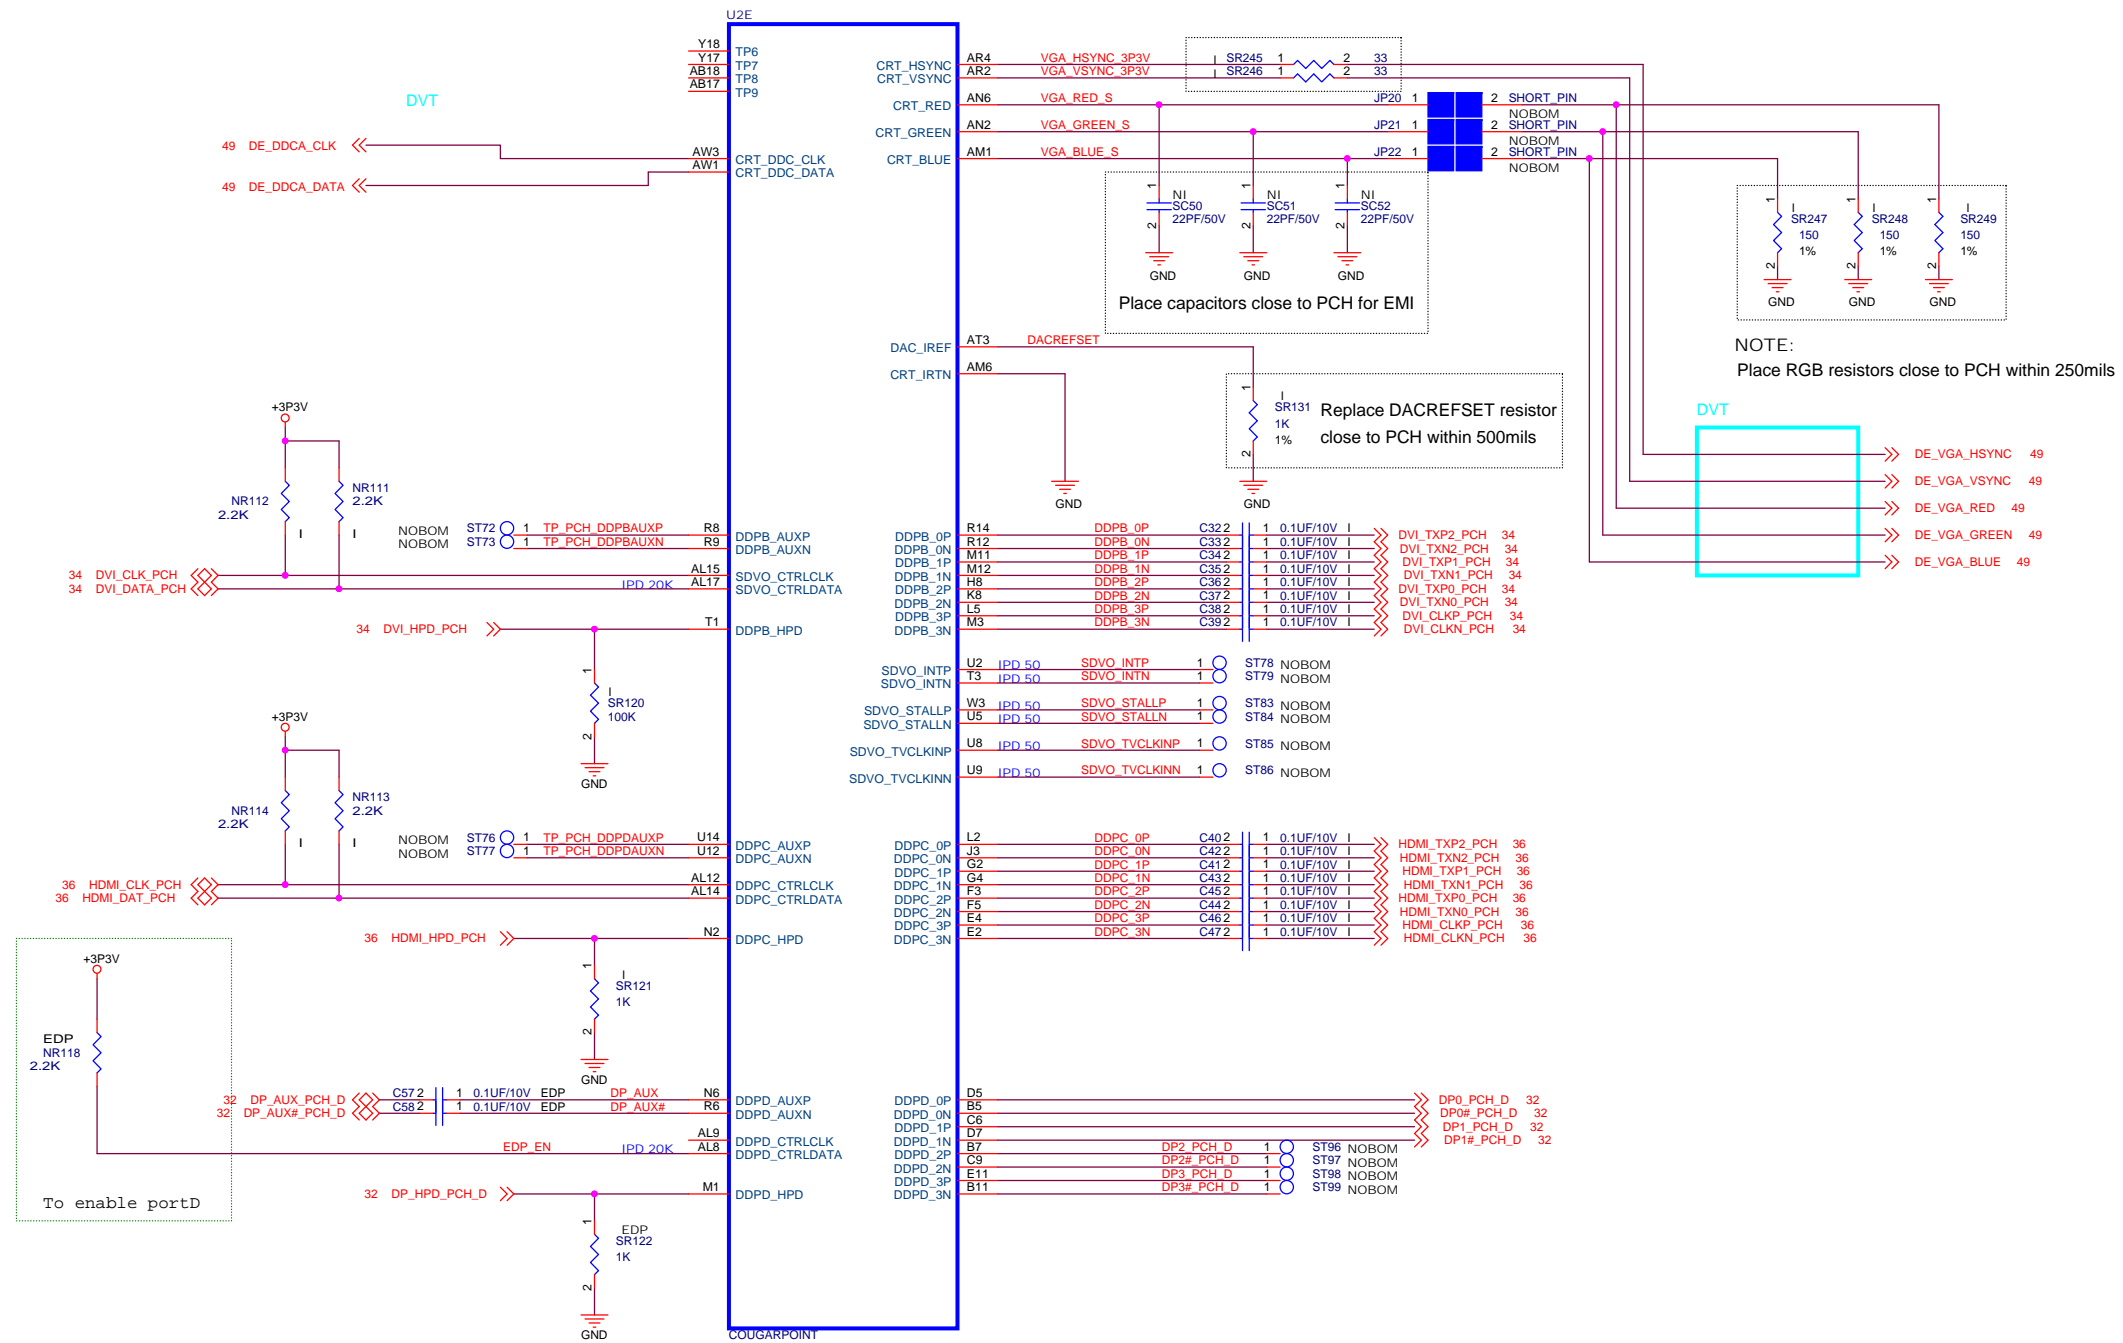 U2E
Y18 TP6
Y17 TP7
AB18 TP8
AB17 TP9
DVT
49 DE_DDCA_CLK
AW3 CRT_DDC_CLK
AW1 CRT_DDC_DATA
49 DE_DDCA_DATA
CRT_HSYNC AR4 VGA_HSYNC_3P3V I SR245 1 2 33
CRT_VSYNC AR2 VGA_VSYNC_3P3V I SR246 1 2 33
CRT_RED AN6 VGA_RED_S JP20 1 2 SHORT_PIN
NOBOM
CRT_GREEN AN2 VGA_GREEN_S JP21 1 2 SHORT_PIN
NOBOM
CRT_BLUE AM1 VGA_BLUE_S JP22 1 2 SHORT_PIN
NOBOM
1 NI SC50 22PF/50V 2 GND
1 NI SC51 22PF/50V 2 GND
1 NI SC52 22PF/50V 2 GND
Place capacitors close to PCH for EMI
1 I SR247 150 1% 2 GND
1 I SR248 150 1% 2 GND
1 I SR249 150 1% 2 GND
NOTE:
Place RGB resistors close to PCH within 250mils
DAC_IREF AT3 DACREFSET
CRT_IRTN AM6
GND
1 I SR131 1K 1% 2 GND
Replace DACREFSET resistor
close to PCH within 500mils
DVT
DE_VGA_HSYNC 49
DE_VGA_VSYNC 49
DE_VGA_RED 49
DE_VGA_GREEN 49
DE_VGA_BLUE 49
+3P3V
NR112 2.2K I
NR111 2.2K I
NOBOM ST72 1 TP_PCH_DDPBAUXP R8 DDPB_AUXP
NOBOM ST73 1 TP_PCH_DDPBAUXN R9 DDPB_AUXN
34 DVI_CLK_PCH AL15 SDVO_CTRLCLK
34 DVI_DATA_PCH IPD 20K AL17 SDVO_CTRLDATA
34 DVI_HPD_PCH T1 DDPB_HPD
1 I SR120 100K 2 GND
DDPB_0P R14 DDPB_0P C32 2 1 0.1UF/10V I DVI_TXP2_PCH 34
DDPB_0N R12 DDPB_0N C33 2 1 0.1UF/10V I DVI_TXN2_PCH 34
DDPB_1P M11 DDPB_1P C34 2 1 0.1UF/10V I DVI_TXP1_PCH 34
DDPB_1N M12 DDPB_1N C35 2 1 0.1UF/10V I DVI_TXN1_PCH 34
DDPB_2P H8 DDPB_2P C36 2 1 0.1UF/10V I DVI_TXP0_PCH 34
DDPB_2N K8 DDPB_2N C37 2 1 0.1UF/10V I DVI_TXN0_PCH 34
DDPB_3P L5 DDPB_3P C38 2 1 0.1UF/10V I DVI_CLKP_PCH 34
DDPB_3N M3 DDPB_3N C39 2 1 0.1UF/10V I DVI_CLKN_PCH 34
SDVO_INTP U2 IPD 50 SDVO_INTP 1 ST78 NOBOM
SDVO_INTN T3 IPD 50 SDVO_INTN 1 ST79 NOBOM
SDVO_STALLP W3 IPD 50 SDVO_STALLP 1 ST83 NOBOM
SDVO_STALLN U5 IPD 50 SDVO_STALLN 1 ST84 NOBOM
SDVO_TVCLKINP U8 IPD 50 SDVO_TVCLKINP 1 ST85 NOBOM
SDVO_TVCLKINN U9 IPD 50 SDVO_TVCLKINN 1 ST86 NOBOM
+3P3V
NR114 2.2K I
NR113 2.2K I
NOBOM ST76 1 TP_PCH_DDPDAUXP U14 DDPC_AUXP
NOBOM ST77 1 TP_PCH_DDPDAUXN U12 DDPC_AUXN
36 HDMI_CLK_PCH AL12 DDPC_CTRLCLK
36 HDMI_DAT_PCH AL14 DDPC_CTRLDATA
36 HDMI_HPD_PCH N2 DDPC_HPD
1 I SR121 1K 2 GND
DDPC_0P L2 DDPC_0P C40 2 1 0.1UF/10V I HDMI_TXP2_PCH 36
DDPC_0N J3 DDPC_0N C42 2 1 0.1UF/10V I HDMI_TXN2_PCH 36
DDPC_1P G2 DDPC_1P C41 2 1 0.1UF/10V I HDMI_TXP1_PCH 36
DDPC_1N G4 DDPC_1N C43 2 1 0.1UF/10V I HDMI_TXN1_PCH 36
DDPC_2P F3 DDPC_2P C45 2 1 0.1UF/10V I HDMI_TXP0_PCH 36
DDPC_2N F5 DDPC_2N C44 2 1 0.1UF/10V I HDMI_TXN0_PCH 36
DDPC_3P E4 DDPC_3P C46 2 1 0.1UF/10V I HDMI_CLKP_PCH 36
DDPC_3N E2 DDPC_3N C47 2 1 0.1UF/10V I HDMI_CLKN_PCH 36
+3P3V
EDP
NR118
2.2K
32 DP_AUX_PCH_D C57 2 1 0.1UF/10V EDP DP_AUX N6 DDPD_AUXP
32 DP_AUX#_PCH_D C58 2 1 0.1UF/10V EDP DP_AUX# R6 DDPD_AUXN
AL9 DDPD_CTRLCLK
EDP_EN IPD 20K AL8 DDPD_CTRLDATA
To enable portD
32 DP_HPD_PCH_D M1 DDPD_HPD
1 EDP SR122 1K 2 GND
DDPD_0P D5 DP0_PCH_D 32
DDPD_0N B5 DP0#_PCH_D 32
DDPD_1P C6 DP1_PCH_D 32
DDPD_1N D7 DP1#_PCH_D 32
DDPD_2P B7 DP2_PCH_D 1 ST96 NOBOM
DDPD_2N C9 DP2#_PCH_D 1 ST97 NOBOM
DDPD_3P E11 DP3_PCH_D 1 ST98 NOBOM
DDPD_3N B11 DP3#_PCH_D 1 ST99 NOBOM
COUGARPOINT